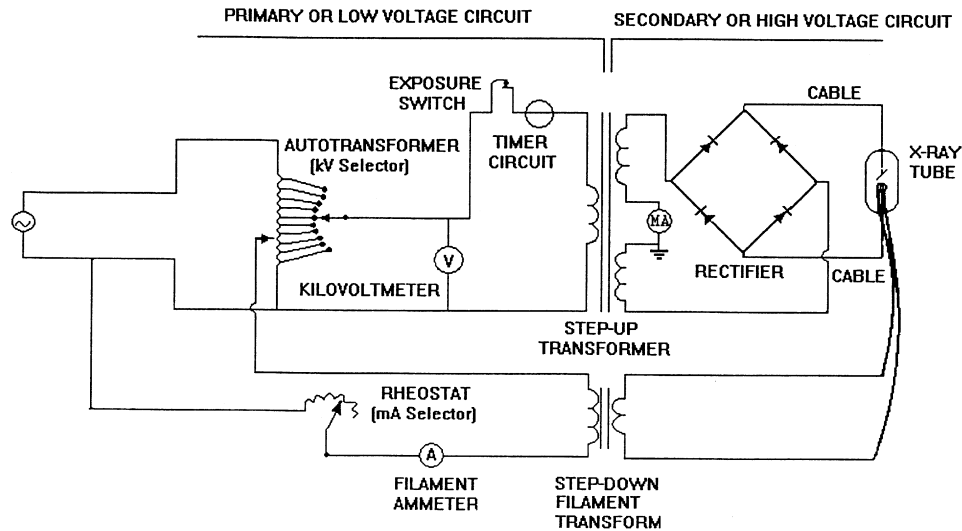 PRIMARY OR LOW VOLTAGE CIRCUIT
SECONDARY OR HIGH VOLTAGE CIRCUIT
EXPOSURE
SWITCH
CABLE
AUTOTRANSFORMER
(kV Selector)
TIMER
CIRCUIT
X-RAY
TUBE
MA
V
KILOVOLTMETER
RECTIFIER
CABLE
STEP-UP
TRANSFORMER
RHEOSTAT
(mA Selector)
A
FILAMENT
AMMETER
STEP-DOWN
FILAMENT
TRANSFORM